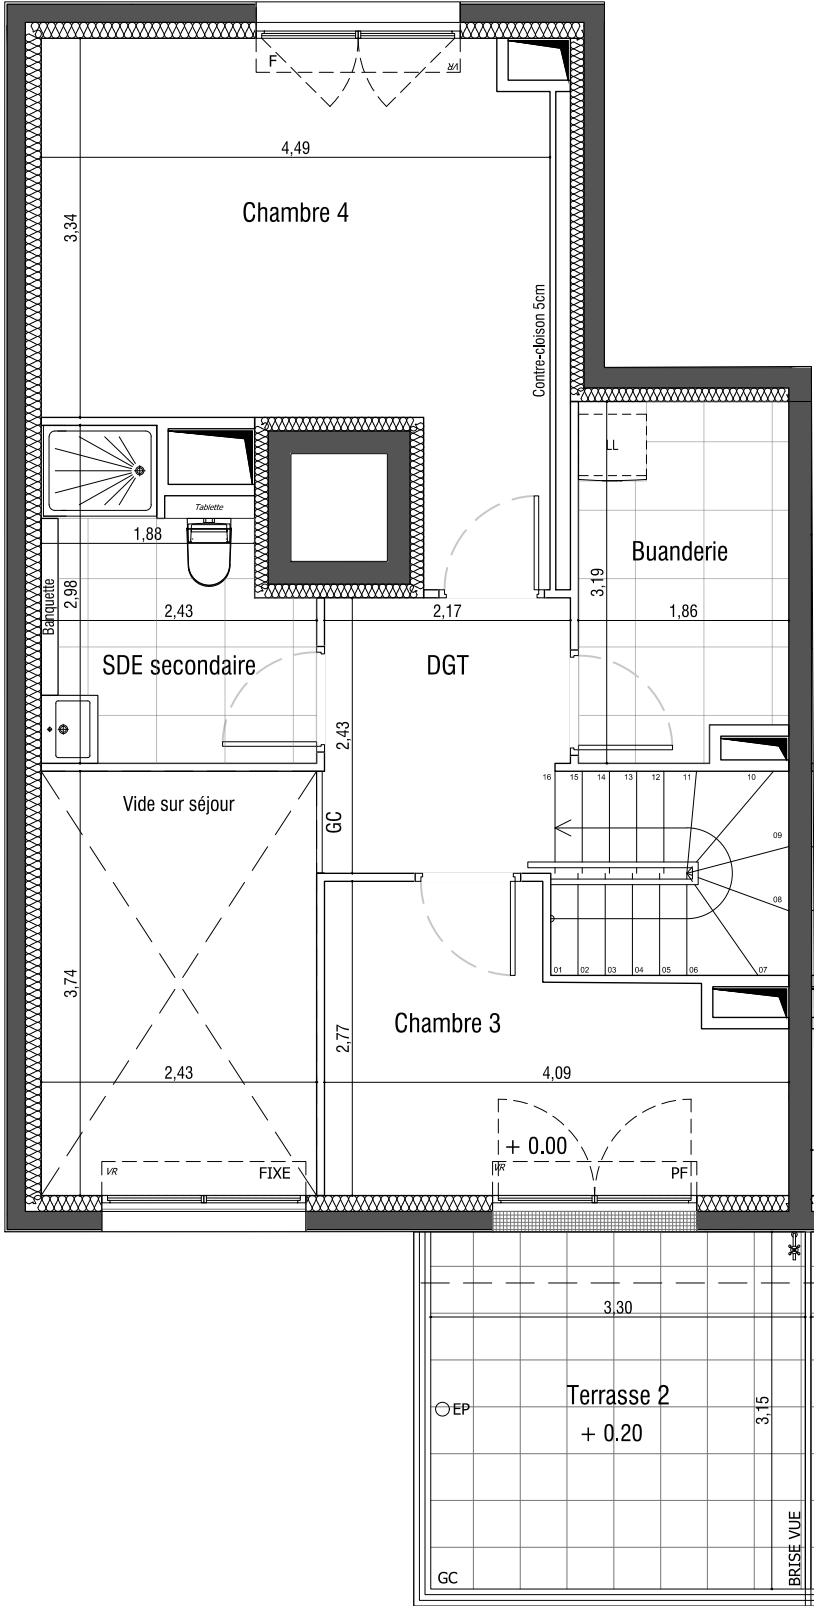 F
VR
4,49
Chambre 4
3,34
Contre-cloison 5cm
LL
Tablette
1,88
Buanderie
Banquette
2,98
3,19
2,43
2,17
1,86
SDE secondaire
DGT
2,43
16 15 14 13 12 11 10
Vide sur séjour
GC
09
08
01 02 03 04 05 06 07
3,74
Chambre 3
2,77
2,43
4,09
+ 0.00
VR
FIXE
VR
PF
3,30
Terrasse 2
EP
3,15
+ 0.20
BRISE VUE
GC